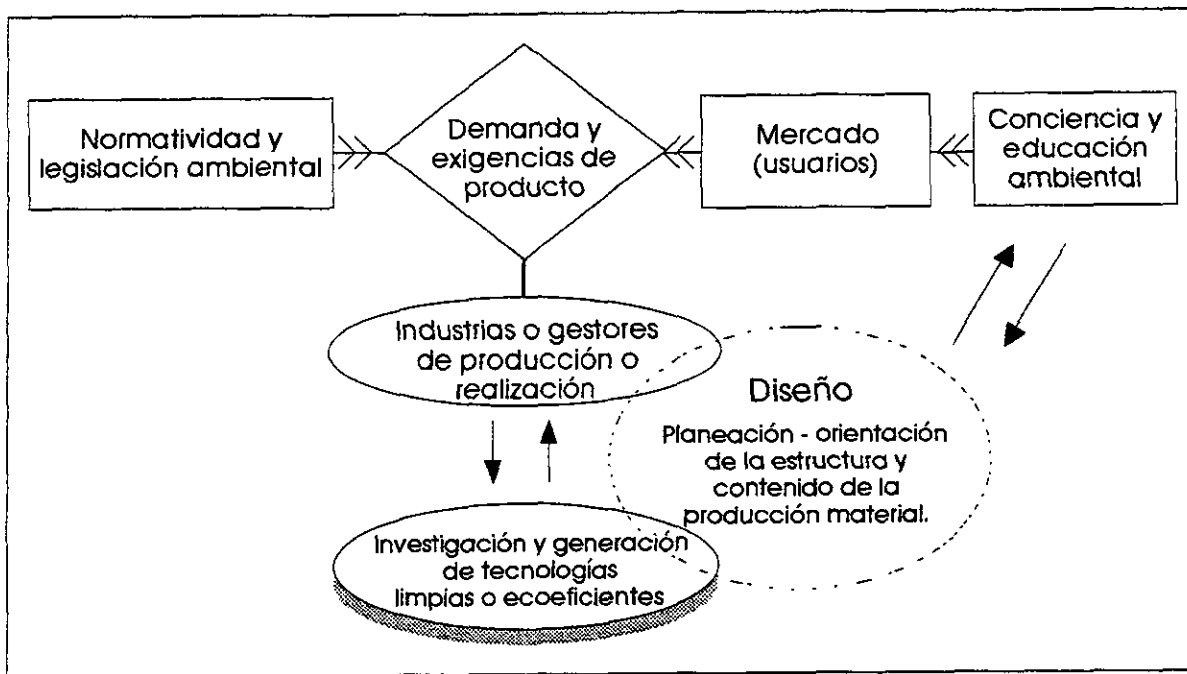 Normatividad y
legislación ambiental
Demanda y
exigencias de
producto
Mercado
(usuarios)
Conciencia y
educación
ambiental
Industrias o gestores
de producción o
realización
Diseño
Planeación - orientación
de la estructura y
contenido de la
producción material.
Investigación y generación
de tecnologías
limpias o ecoeficientes